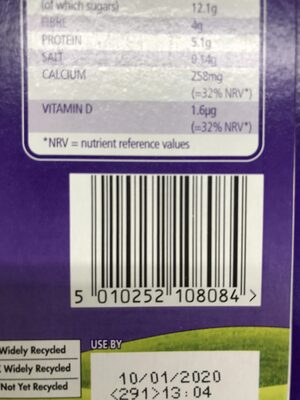 (of which sugars) 12.1g
FIBRE 4g
PROTEIN 5.1g
SALT 0.14g
CALCIUM 258mg
(=32% NRV*)
VITAMIN D 1.6µg
(=32% NRV*)
*NRV = nutrient reference values
5 010252 108084 >
Widely Recycled
Widely Recycled
Not Yet Recycled
USE BY
10/01/2020
<291>13:04